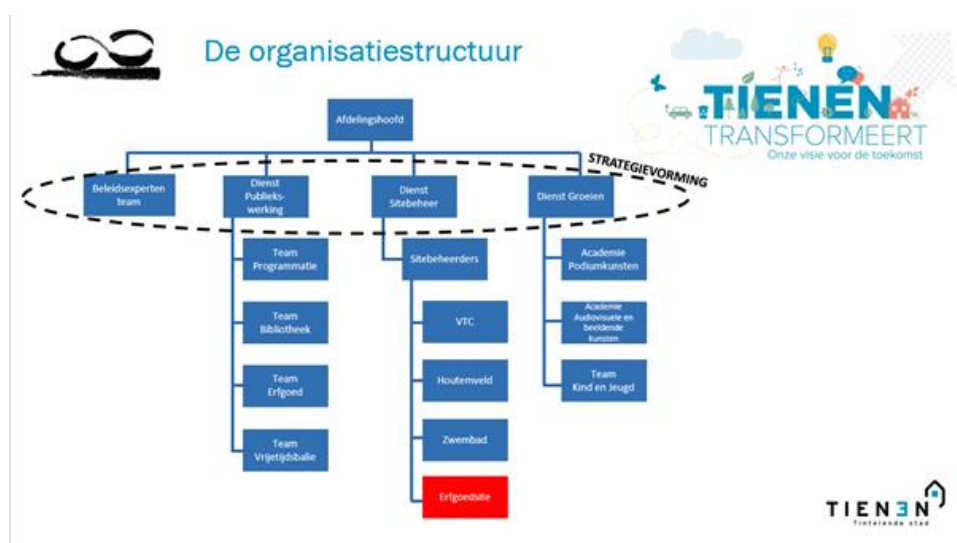 De organisatiestructuur
TIENEN
TRANSFORMEERT
Onze visie voor de toekomst
Afdelingshoofd
STRATEGIEVORMING
Beleidsexperten
team
Dienst
Publieks-
werking
Dienst
Sitebeheer
Dienst Groeien
Team
Programmatie
Team
Bibliotheek
Team
Erfgoed
Team
Vrijetijdsbalie
Sitebeheerders
VTC
Houtemveld
Zwembad
Erfgoedsite
Academie
Podiumkunsten
Academie
Audiovisuele en
beeldende
kunsten
Team
Kind en Jeugd
TIENEN
Tintelende stad